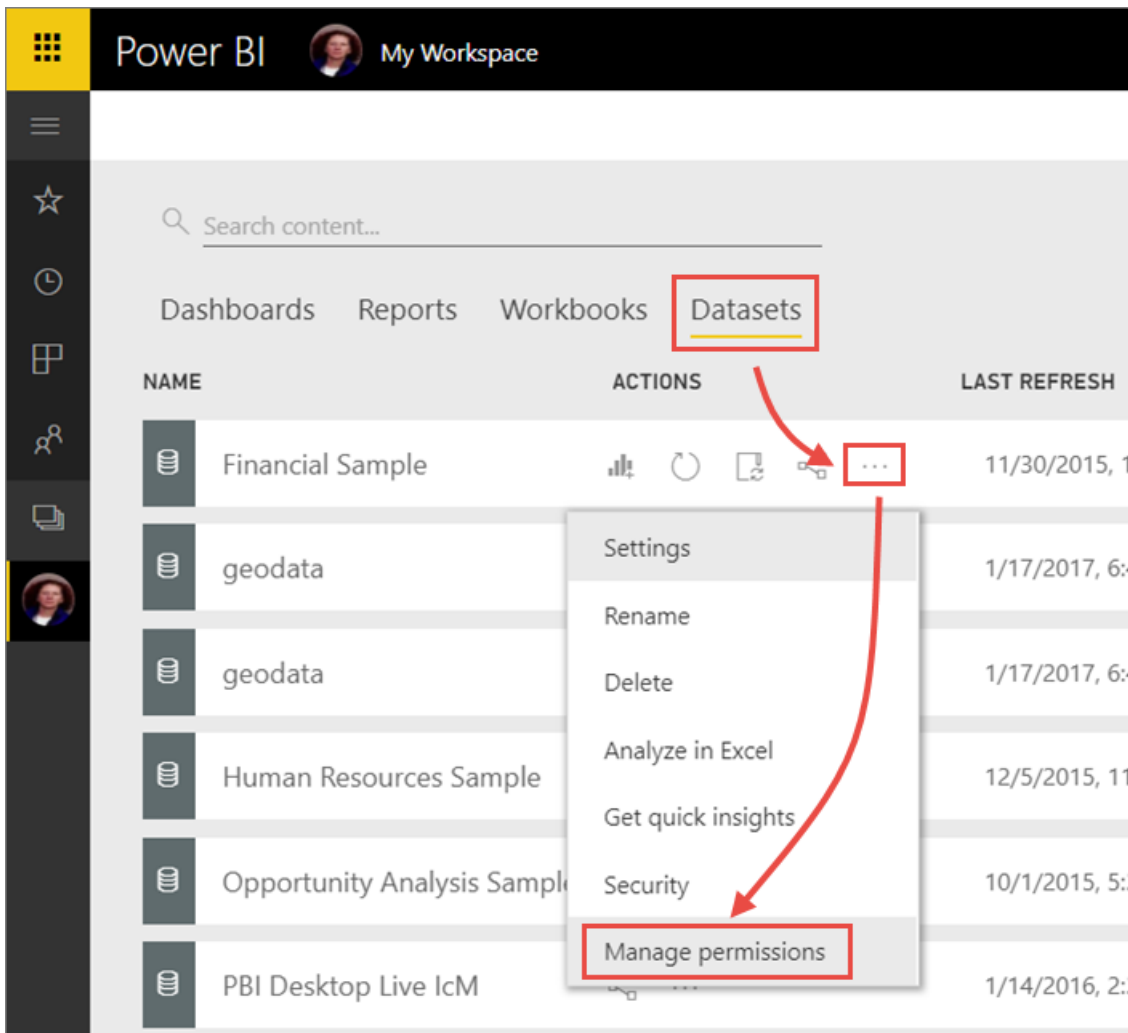 Power BI My Workspace
Search content...
Dashboards Reports Workbooks Datasets
NAME ACTIONS LAST REFRESH
Financial Sample ... 11/30/2015, 1
Settings
geodata 1/17/2017, 6:4
Rename
geodata 1/17/2017, 6:4
Delete
Analyze in Excel
Human Resources Sample 12/5/2015, 11
Get quick insights
Opportunity Analysis Sample 10/1/2015, 5:
Security
Manage permissions
PBI Desktop Live IcM 1/14/2016, 2: